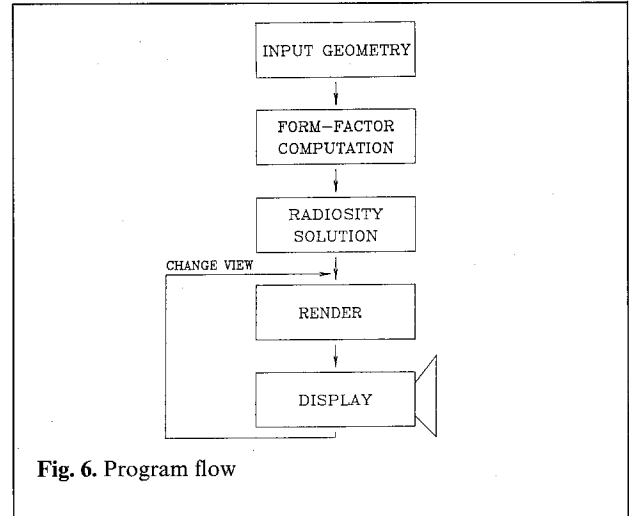 INPUT GEOMETRY
FORM-FACTOR
COMPUTATION
RADIOSITY
SOLUTION
CHANGE VIEW
RENDER
DISPLAY
Fig. 6. Program flow